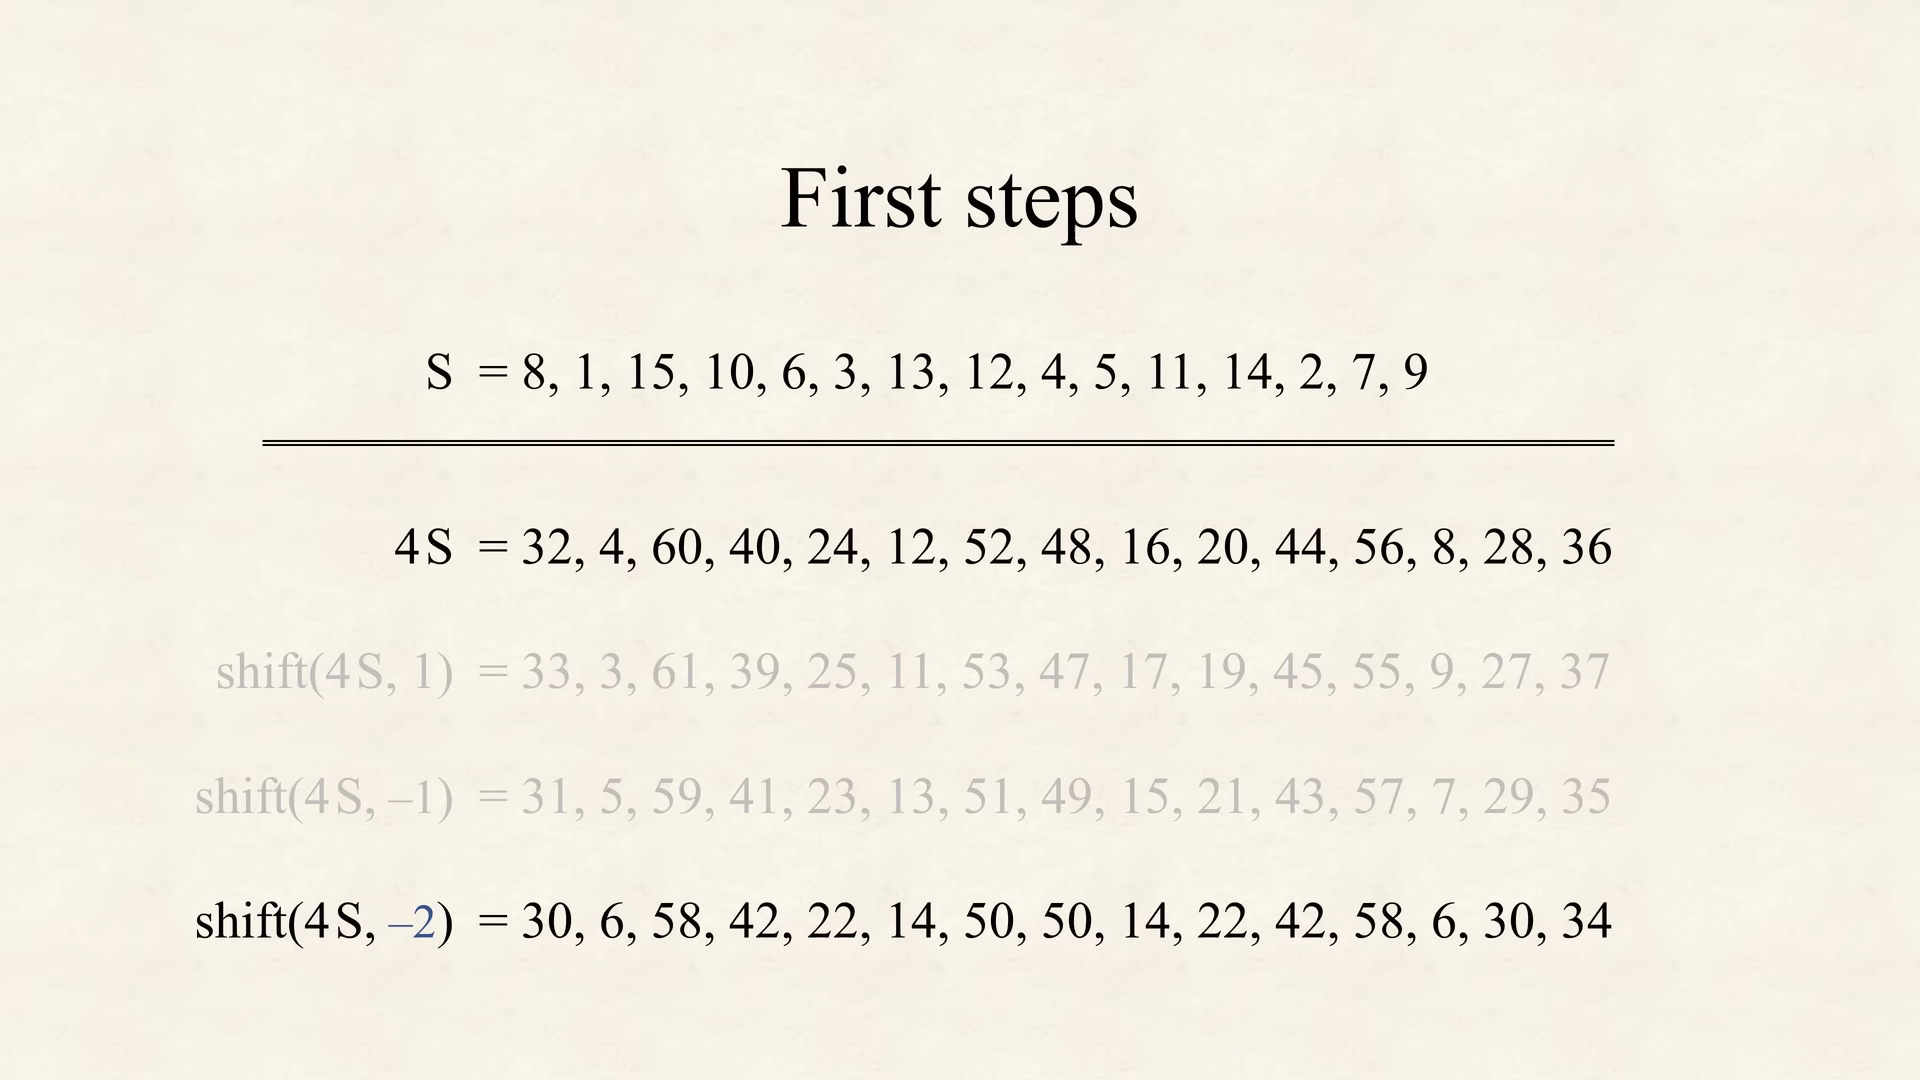 First steps
S = 8, 1, 15, 10, 6, 3, 13, 12, 4, 5, 11, 14, 2, 7, 9
4S = 32, 4, 60, 40, 24, 12, 52, 48, 16, 20, 44, 56, 8, 28, 36
shift(4S, 1) = 33, 3, 61, 39, 25, 11, 53, 47, 17, 19, 45, 55, 9, 27, 37
shift(4S, –1) = 31, 5, 59, 41, 23, 13, 51, 49, 15, 21, 43, 57, 7, 29, 35
shift(4S, –2) = 30, 6, 58, 42, 22, 14, 50, 50, 14, 22, 42, 58, 6, 30, 34